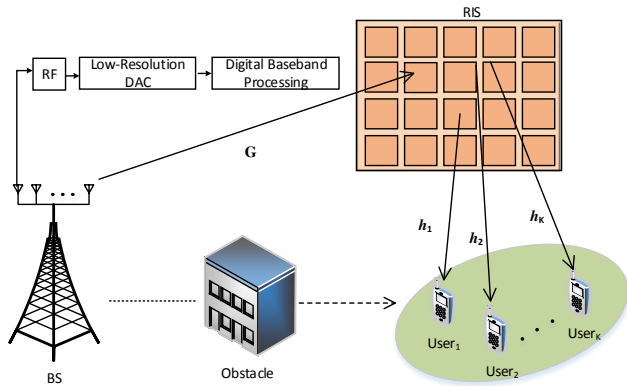 RIS
RF
Low-Resolution
DAC
Digital Baseband
Processing
G
• • •
h₁
h₂
hK
• • •
User₁
User₂
UserK
BS
Obstacle